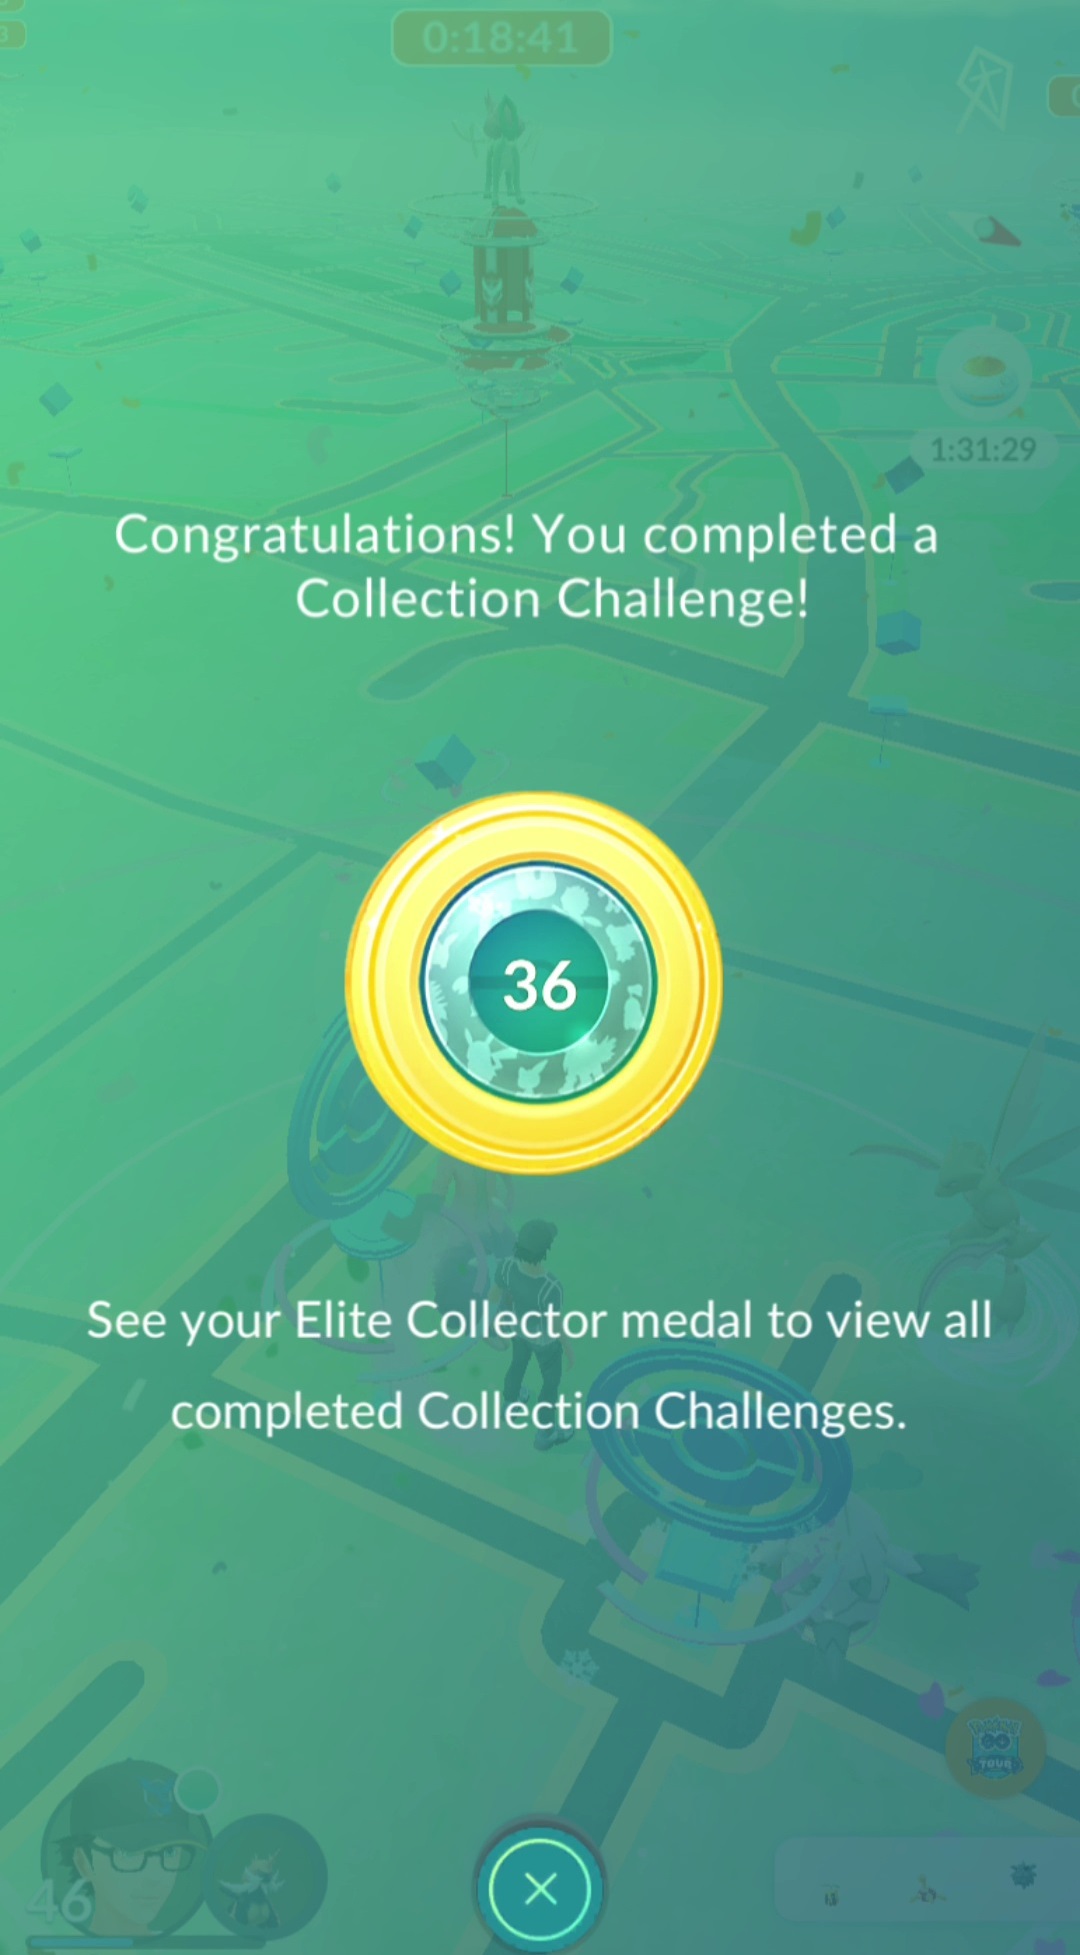 0:18:41
1:31:29
Congratulations! You completed a
Collection Challenge!
36
See your Elite Collector medal to view all
completed Collection Challenges.
TOUR
46